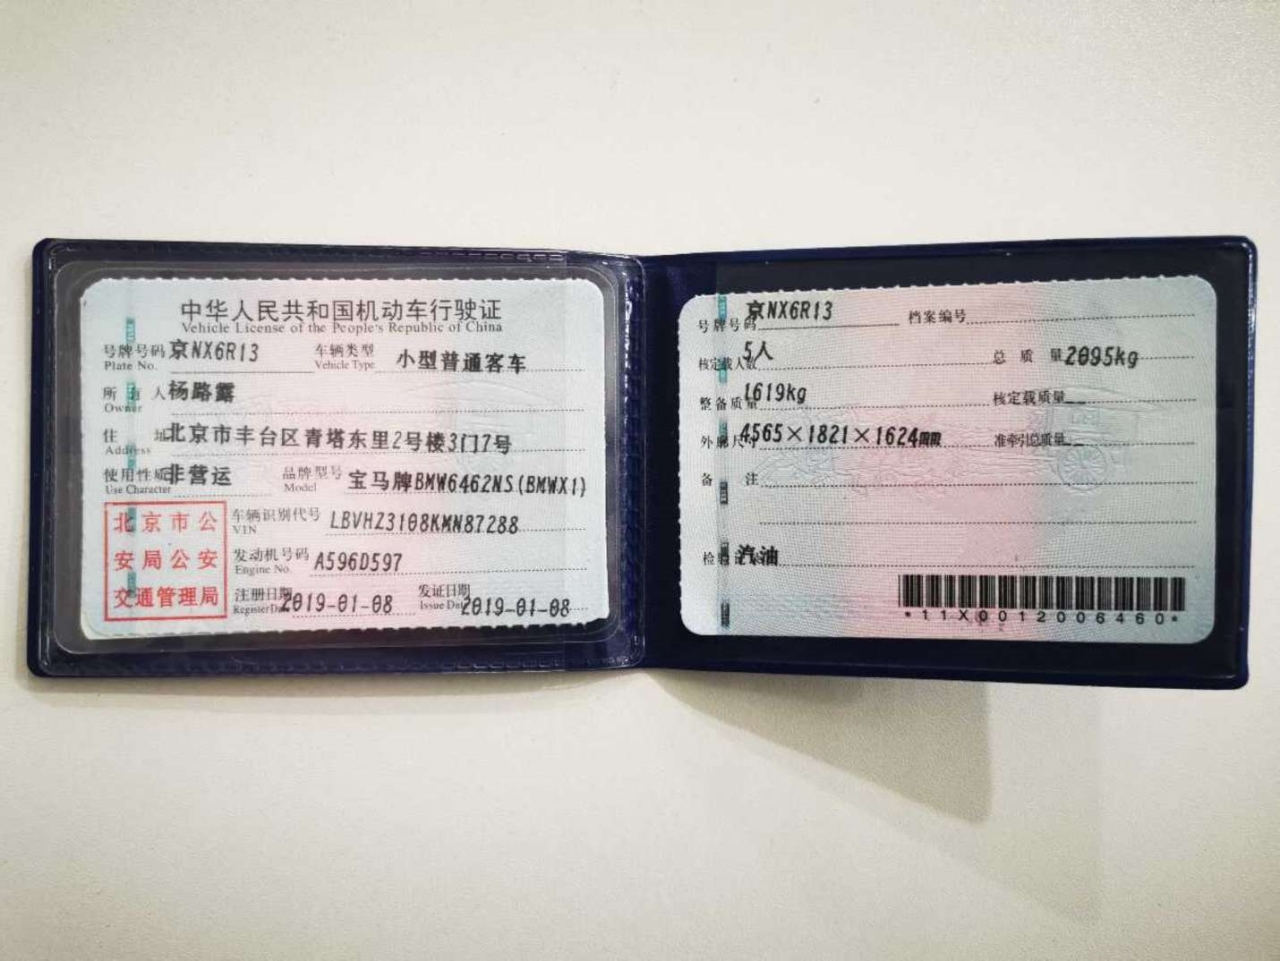 中华人民共和国机动车行驶证
Vehicle License of the People's Republic of China
号牌号码 京NX6R13 车辆类型 小型普通客车
Plate No. Vehicle Type
所有人 杨路露
Owner
住址 北京市丰台区青塔东里2号楼3门7号
Address
使用性质 非营运 品牌型号 宝马牌BMW6462NS(BMWX1)
Use Character Model
北京市公
安局公安
交通管理局
车辆识别代号 LBVHZ3108KMN87288
VIN
发动机号码 A596D597
Engine No.
注册日期 2019-01-08 发证日期 2019-01-08
Register Date Issue Date
号牌号码 京NX6R13 档案编号
核定载人数 5人 总质量 2095kg
整备质量 1619kg 核定载质量 --
外廓尺寸 4565×1821×1624mm 准牵引总质量 --
备注
检验记录 汽油
*11X0012006460*